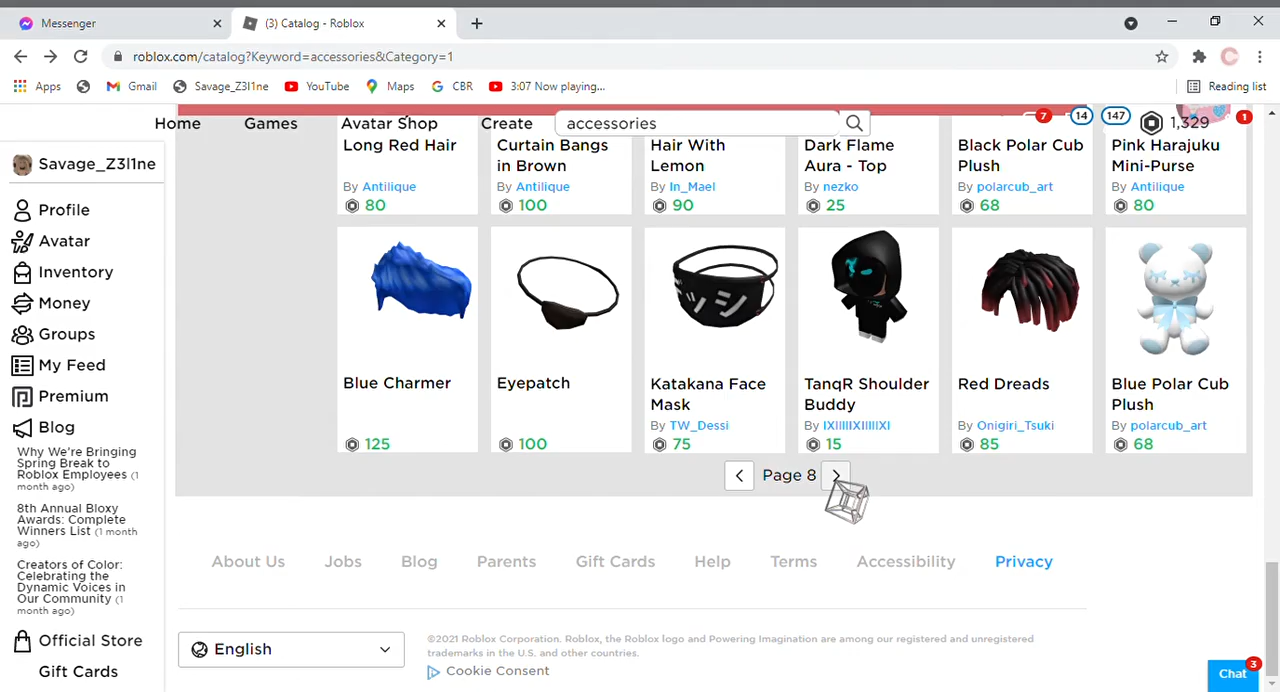 Messenger
(3) Catalog - Roblox
roblox.com/catalog?Keyword=accessories&Category=1
Apps
Gmail
Savage_Z3l1ne
YouTube
Maps
CBR
3:07 Now playing...
Reading list
Home
Games
Avatar Shop
Create
accessories
7
14
147
1,329
1
Savage_Z3l1ne
Profile
Avatar
Inventory
Money
Groups
My Feed
Premium
Blog
Why We're Bringing
Spring Break to
Roblox Employees (1
month ago)
8th Annual Bloxy
Awards: Complete
Winners List (1 month
ago)
Creators of Color:
Celebrating the
Dynamic Voices in
Our Community (1
month ago)
Official Store
Gift Cards
Long Red Hair
By Antilique
80
Curtain Bangs
in Brown
By Antilique
100
Hair With
Lemon
By In_Mael
90
Dark Flame
Aura - Top
By nezko
25
Black Polar Cub
Plush
By polarcub_art
68
Pink Harajuku
Mini-Purse
By Antilique
80
Blue Charmer
125
Eyepatch
100
Katakana Face
Mask
By TW_Dessi
75
TanqR Shoulder
Buddy
15
Red Dreads
By Onigiri_Tsuki
85
Blue Polar Cub
Plush
By polarcub_art
68
Page 8
About Us
Jobs
Blog
Parents
Gift Cards
Help
Terms
Accessibility
Privacy
English
©2021 Roblox Corporation. Roblox, the Roblox logo and Powering Imagination are among our registered and unregistered
trademarks in the U.S. and other countries.
Cookie Consent
Chat
3